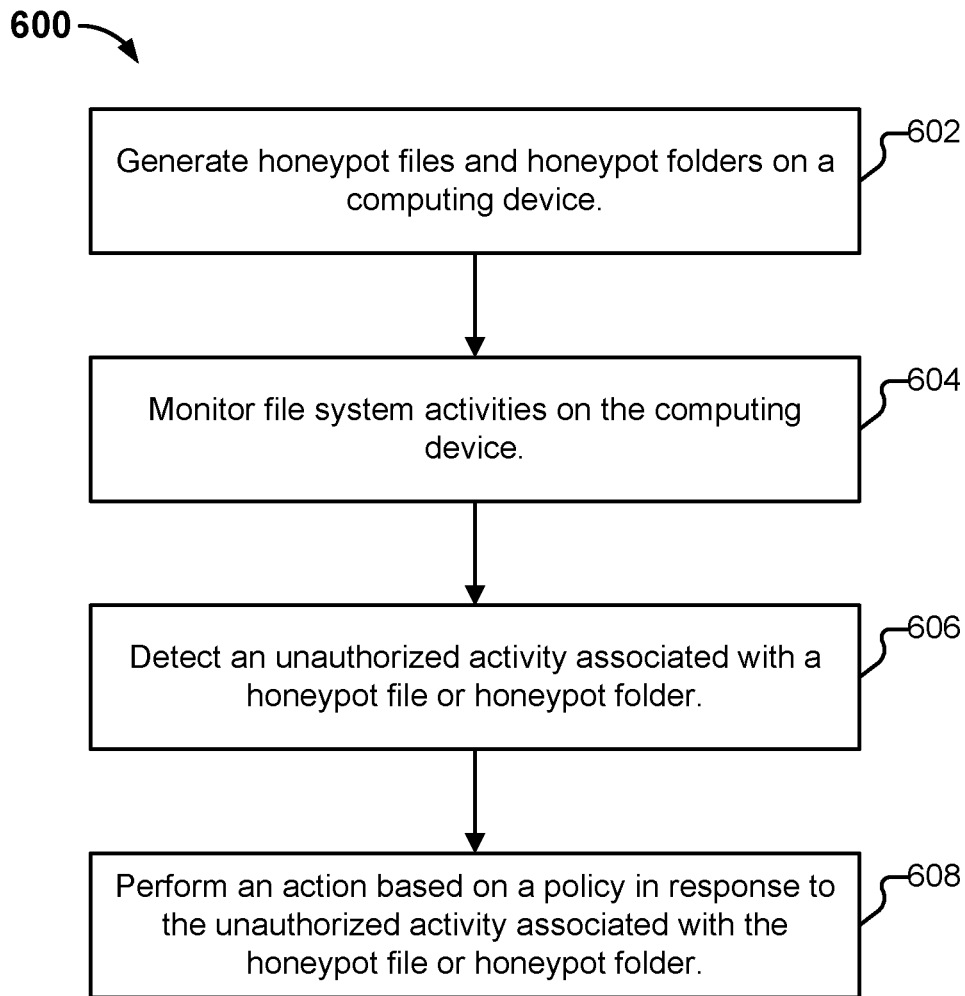 600
602
Generate honeypot files and honeypot folders on a
computing device.
604
Monitor file system activities on the computing
device.
606
Detect an unauthorized activity associated with a
honeypot file or honeypot folder.
608
Perform an action based on a policy in response to
the unauthorized activity associated with the
honeypot file or honeypot folder.